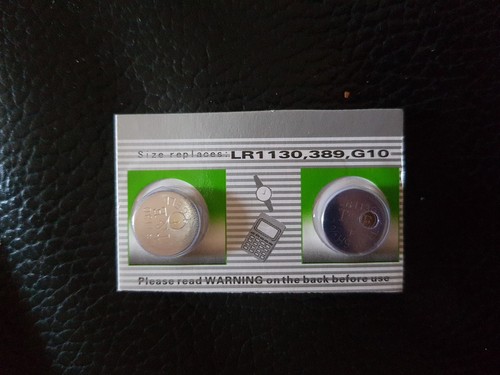 Size replaces: LR1130,389,G10
Please read WARNING on the back before use